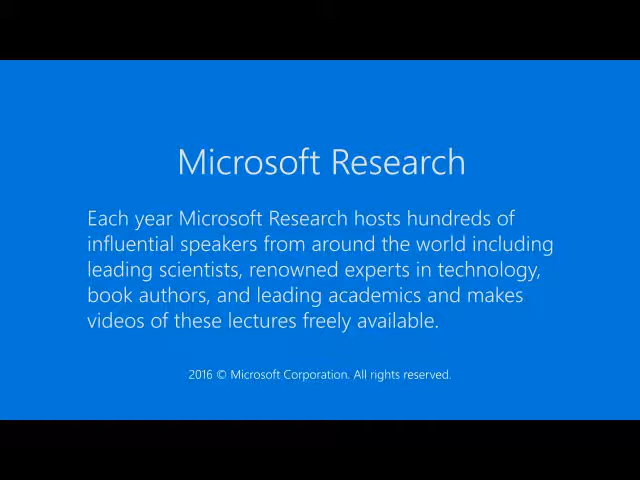 Microsoft Research
Each year Microsoft Research hosts hundreds of
influential speakers from around the world including
leading scientists, renowned experts in technology,
book authors, and leading academics and makes
videos of these lectures freely available.
2016 © Microsoft Corporation. All rights reserved.